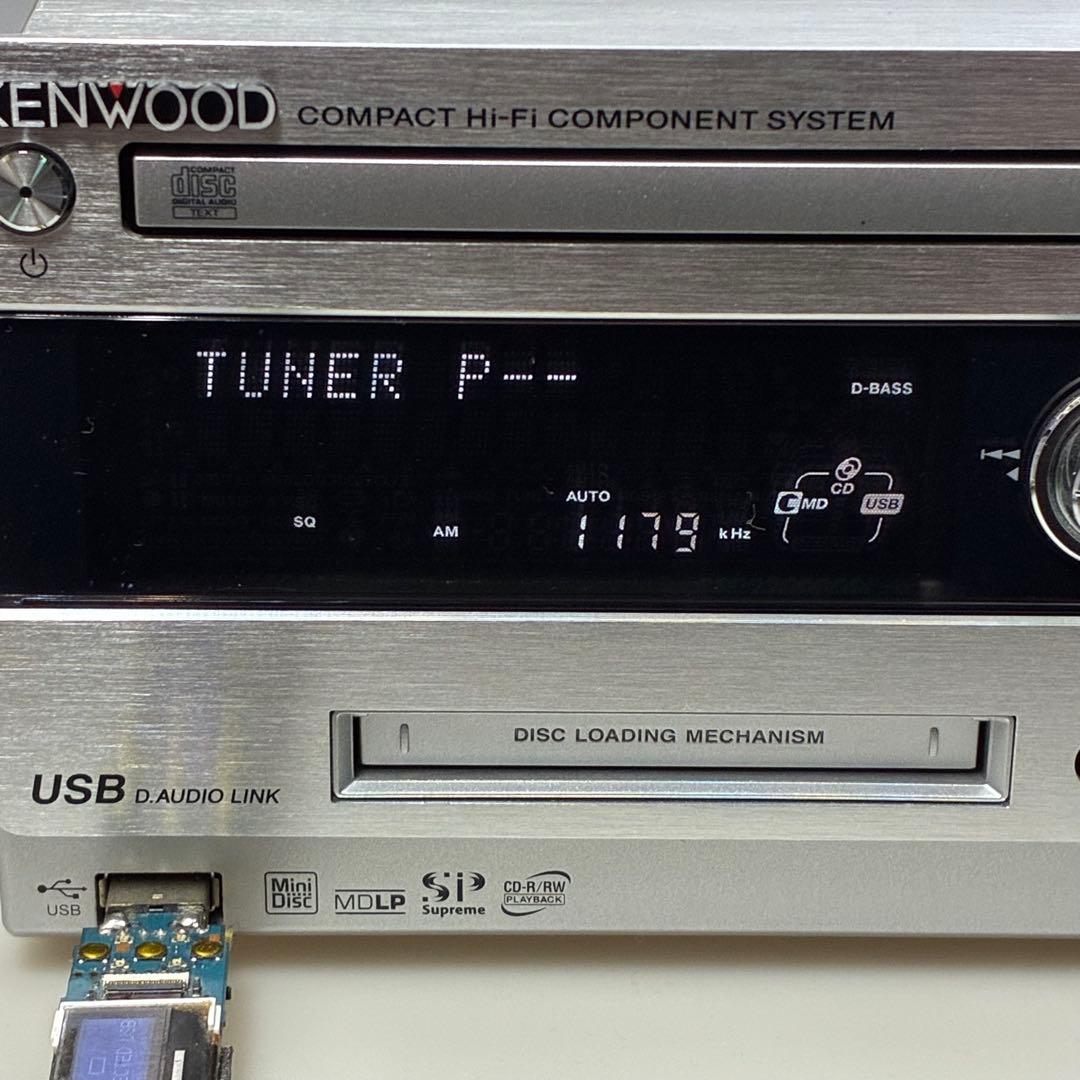 KENWOOD COMPACT Hi-Fi COMPONENT SYSTEM
COMPACT
disc
DIGITAL AUDIO
TEXT
TUNER P--
D-BASS
CD
MD
USB
AUTO
SQ
AM
1179 kHz
DISC LOADING MECHANISM
USB D.AUDIO LINK
USB
Mini
Disc
MDLP
Si
Supreme
CD-R/RW
PLAYBACK